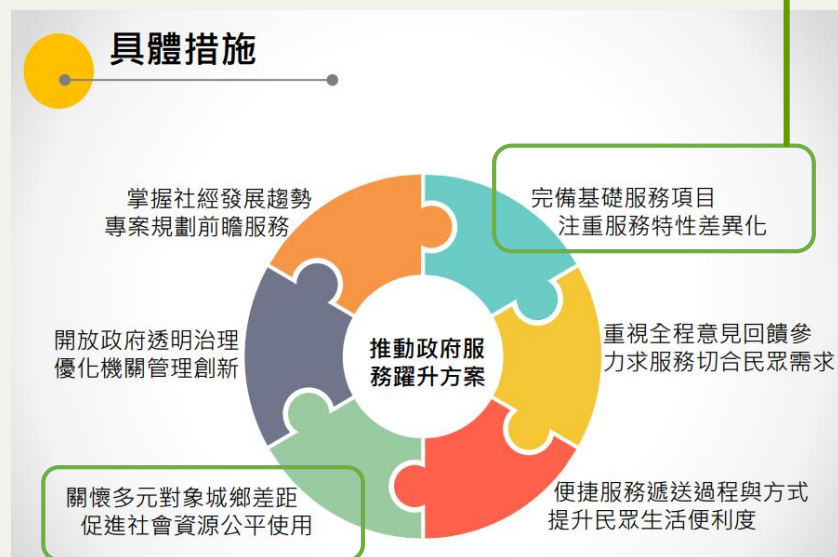 具體措施
掌握社經發展趨勢
專案規劃前瞻服務
完備基礎服務項目
注重服務特性差異化
開放政府透明治理
優化機關管理創新
推動政府服
務躍升方案
重視全程意見回饋參
力求服務切合民眾需求
關懷多元對象城鄉差距
促進社會資源公平使用
便捷服務遞送過程與方式
提升民眾生活便利度